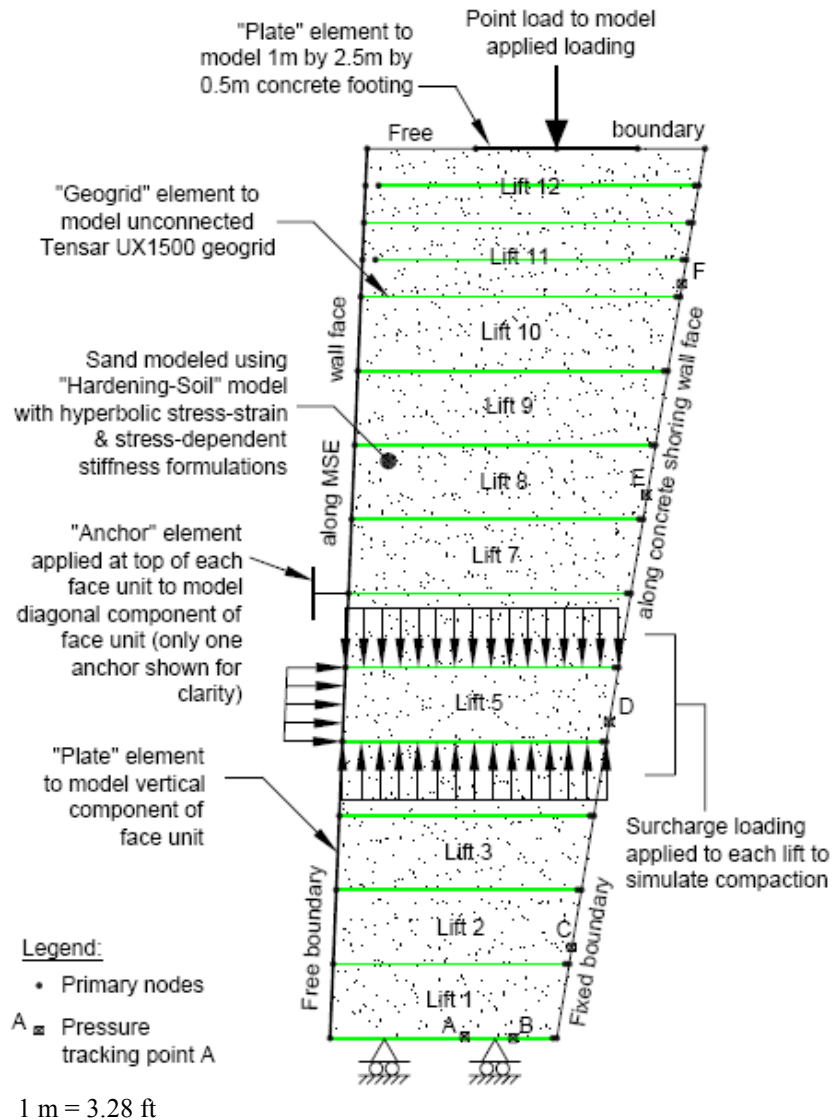 "Plate" element to
model 1m by 2.5m by
0.5m concrete footing
Point load to model
applied loading
Free
boundary
Lift 12
"Geogrid" element to
model unconnected
Tensar UX1500 geogrid
Lift 11
F
wall face
Lift 10
Sand modeled using
"Hardening-Soil" model
with hyperbolic stress-strain
& stress-dependent
stiffness formulations
Lift 9
along MSE
Lift 8
E
along concrete shoring wall face
"Anchor" element
applied at top of each
face unit to model
diagonal component of
face unit (only one
anchor shown for
clarity)
Lift 7
Lift 5
D
"Plate" element
to model vertical
component of
face unit
Surcharge loading
applied to each lift to
simulate compaction
Lift 3
Lift 2
C
Free boundary
Fixed boundary
Lift 1
A
B
Legend:
Primary nodes
A
Pressure
tracking point A
1 m = 3.28 ft